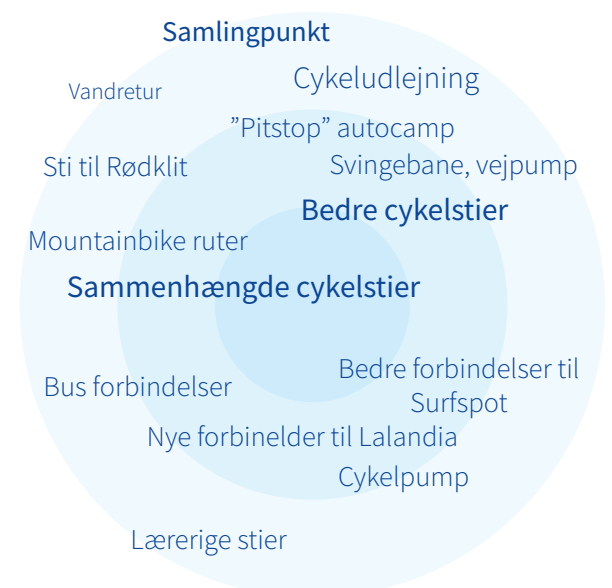 Samlingpunkt
Cykeludlejning
Vandretur
”Pitstop” autocamp
Sti til Rødklit
Svingebane, vejpump
Bedre cykelstier
Mountainbike ruter
Sammenhængde cykelstier
Bedre forbindelser til
Surfspot
Bus forbindelser
Nye forbinelder til Lalandia
Cykelpump
Lærerige stier